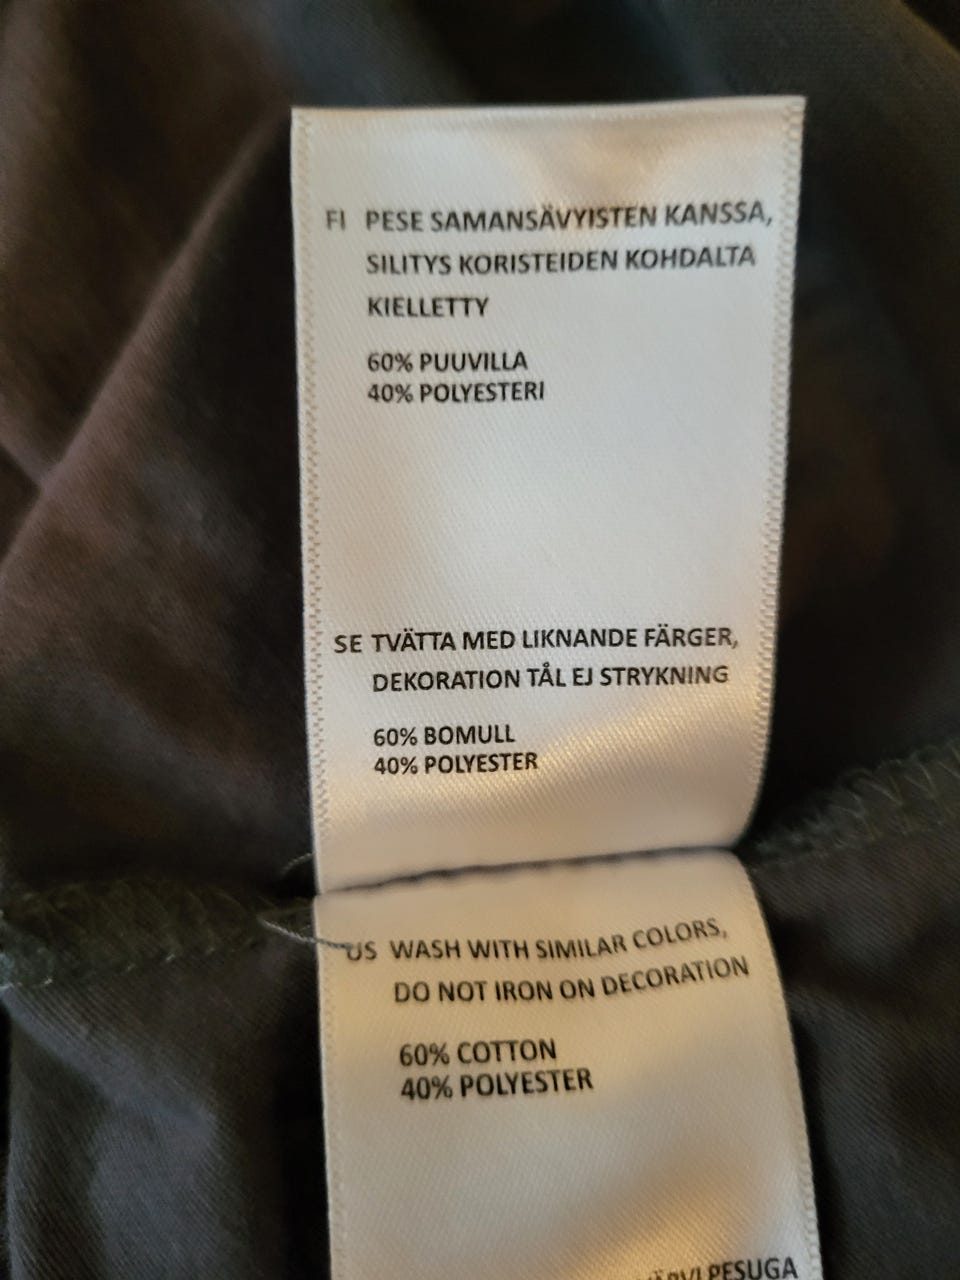 FI PESE SAMANSÄVYISTEN KANSSA,
SILITYS KORISTEIDEN KOHDALTA
KIELLETTY
60% PUUVILLA
40% POLYESTERI
SE TVÄTTA MED LIKNANDE FÄRGER,
DEKORATION TÅL EJ STRYKNING
60% BOMULL
40% POLYESTER
US WASH WITH SIMILAR COLORS,
DO NOT IRON ON DECORATION
60% COTTON
40% POLYESTER